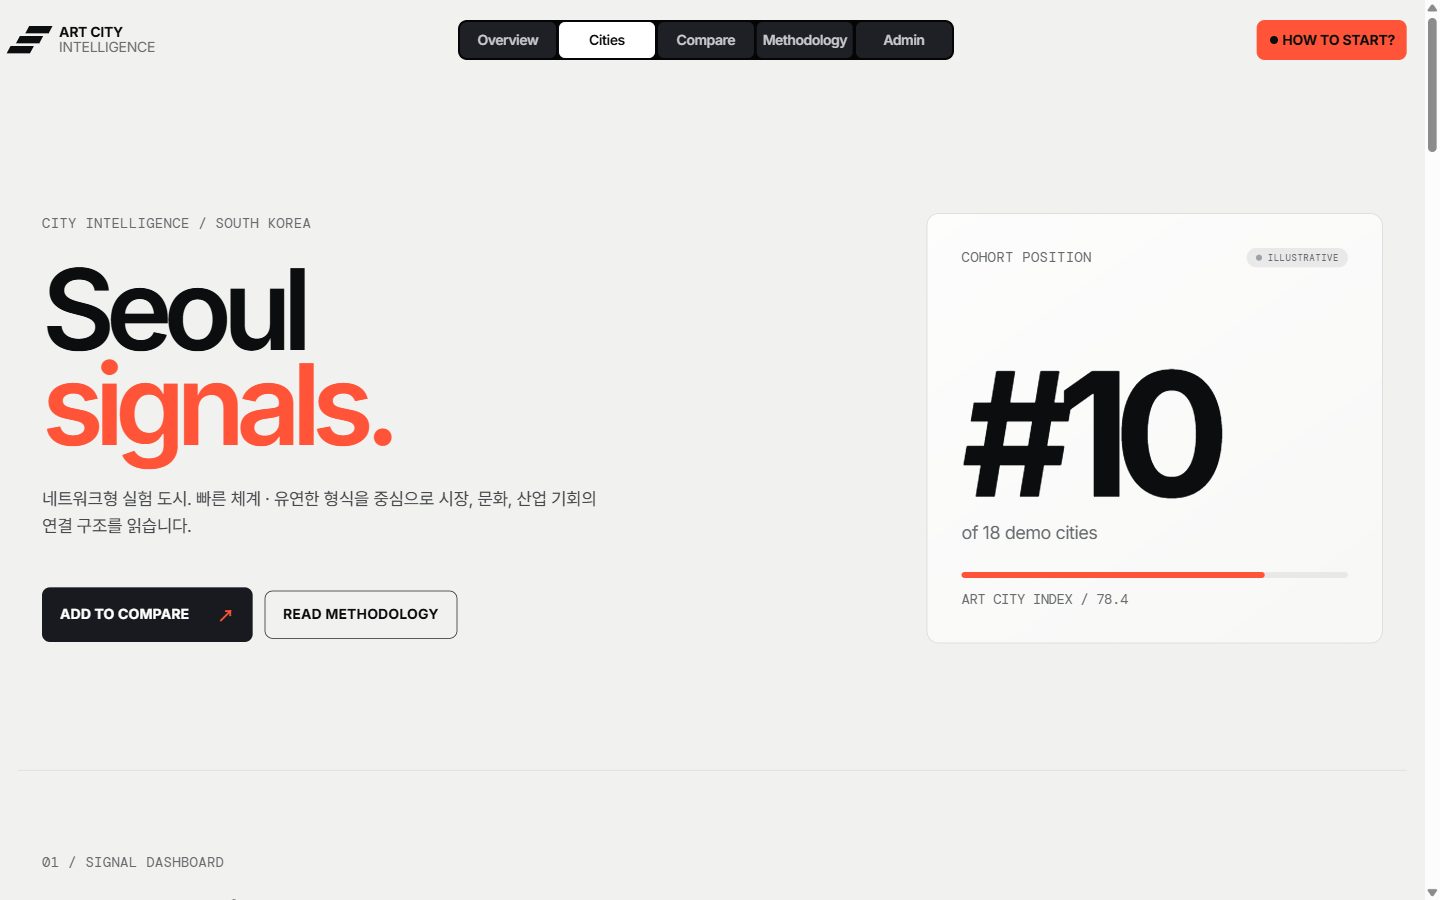 ART CITY
INTELLIGENCE
Overview
Cities
Compare
Methodology
Admin
HOW TO START?
CITY INTELLIGENCE / SOUTH KOREA
Seoul
signals.
네트워크형 실험 도시. 빠른 체계 · 유연한 형식을 중심으로 시장, 문화, 산업 기회의
연결 구조를 읽습니다.
ADD TO COMPARE ↗
READ METHODOLOGY
COHORT POSITION
ILLUSTRATIVE
#10
of 18 demo cities
ART CITY INDEX / 78.4
01 / SIGNAL DASHBOARD